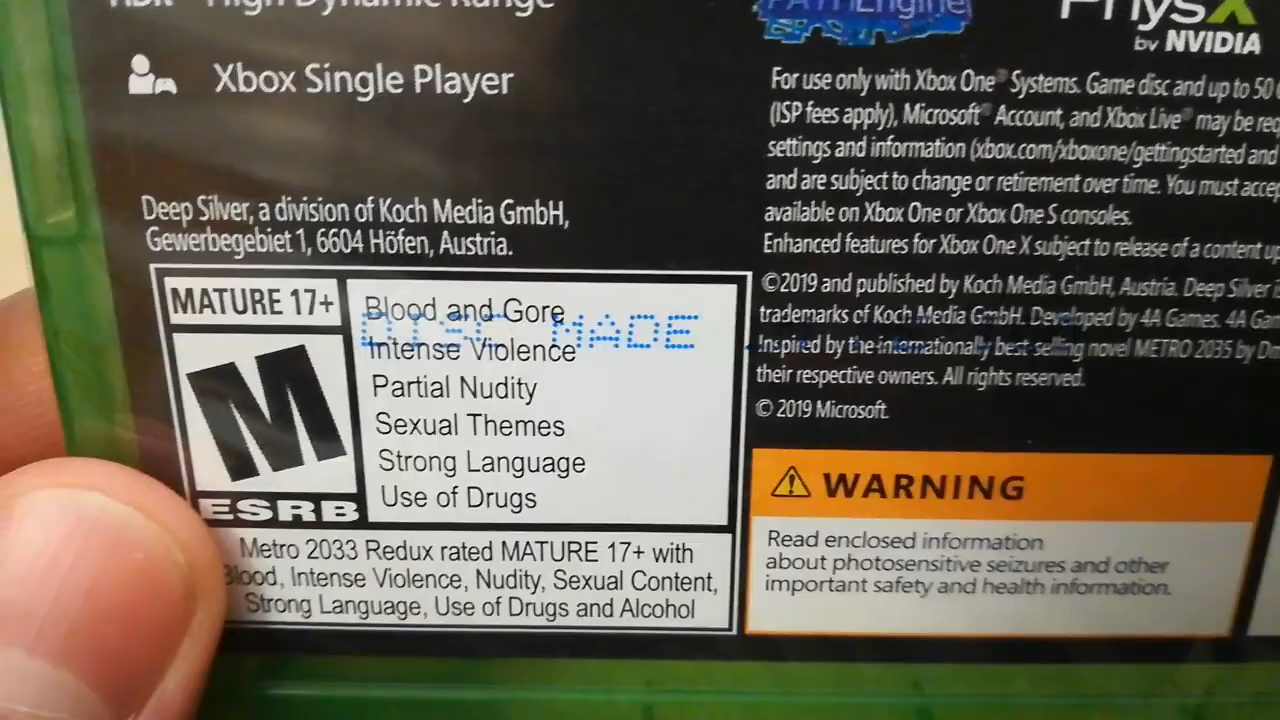 High Dynamic Range
PATHEngine
PhysX
by NVIDIA
Xbox Single Player
For use only with Xbox One® Systems. Game disc and up to 50
(ISP fees apply), Microsoft® Account, and Xbox Live® may be
settings and information (xbox.com/xboxone/gettingstarted and
and are subject to change or retirement over time. You must
available on Xbox One or Xbox One S consoles.
Enhanced features for Xbox One X subject to release of a content
Deep Silver, a division of Koch Media GmbH,
Gewerbegebiet 1, 6604 Höfen, Austria.
©2019 and published by Koch Media GmbH, Austria. Deep Silver
trademarks of Koch Media GmbH. Developed by 4A Games. 4A
Inspired by the internationally best-selling novel METRO 2035 by
their respective owners. All rights reserved.
© 2019 Microsoft.
MATURE 17+
M
ESRB
Blood and Gore
DISC MADE
Intense Violence
Partial Nudity
Sexual Themes
Strong Language
Use of Drugs
Metro 2033 Redux rated MATURE 17+ with
Blood, Intense Violence, Nudity, Sexual Content,
Strong Language, Use of Drugs and Alcohol
WARNING
Read enclosed information
about photosensitive seizures and other
important safety and health information.